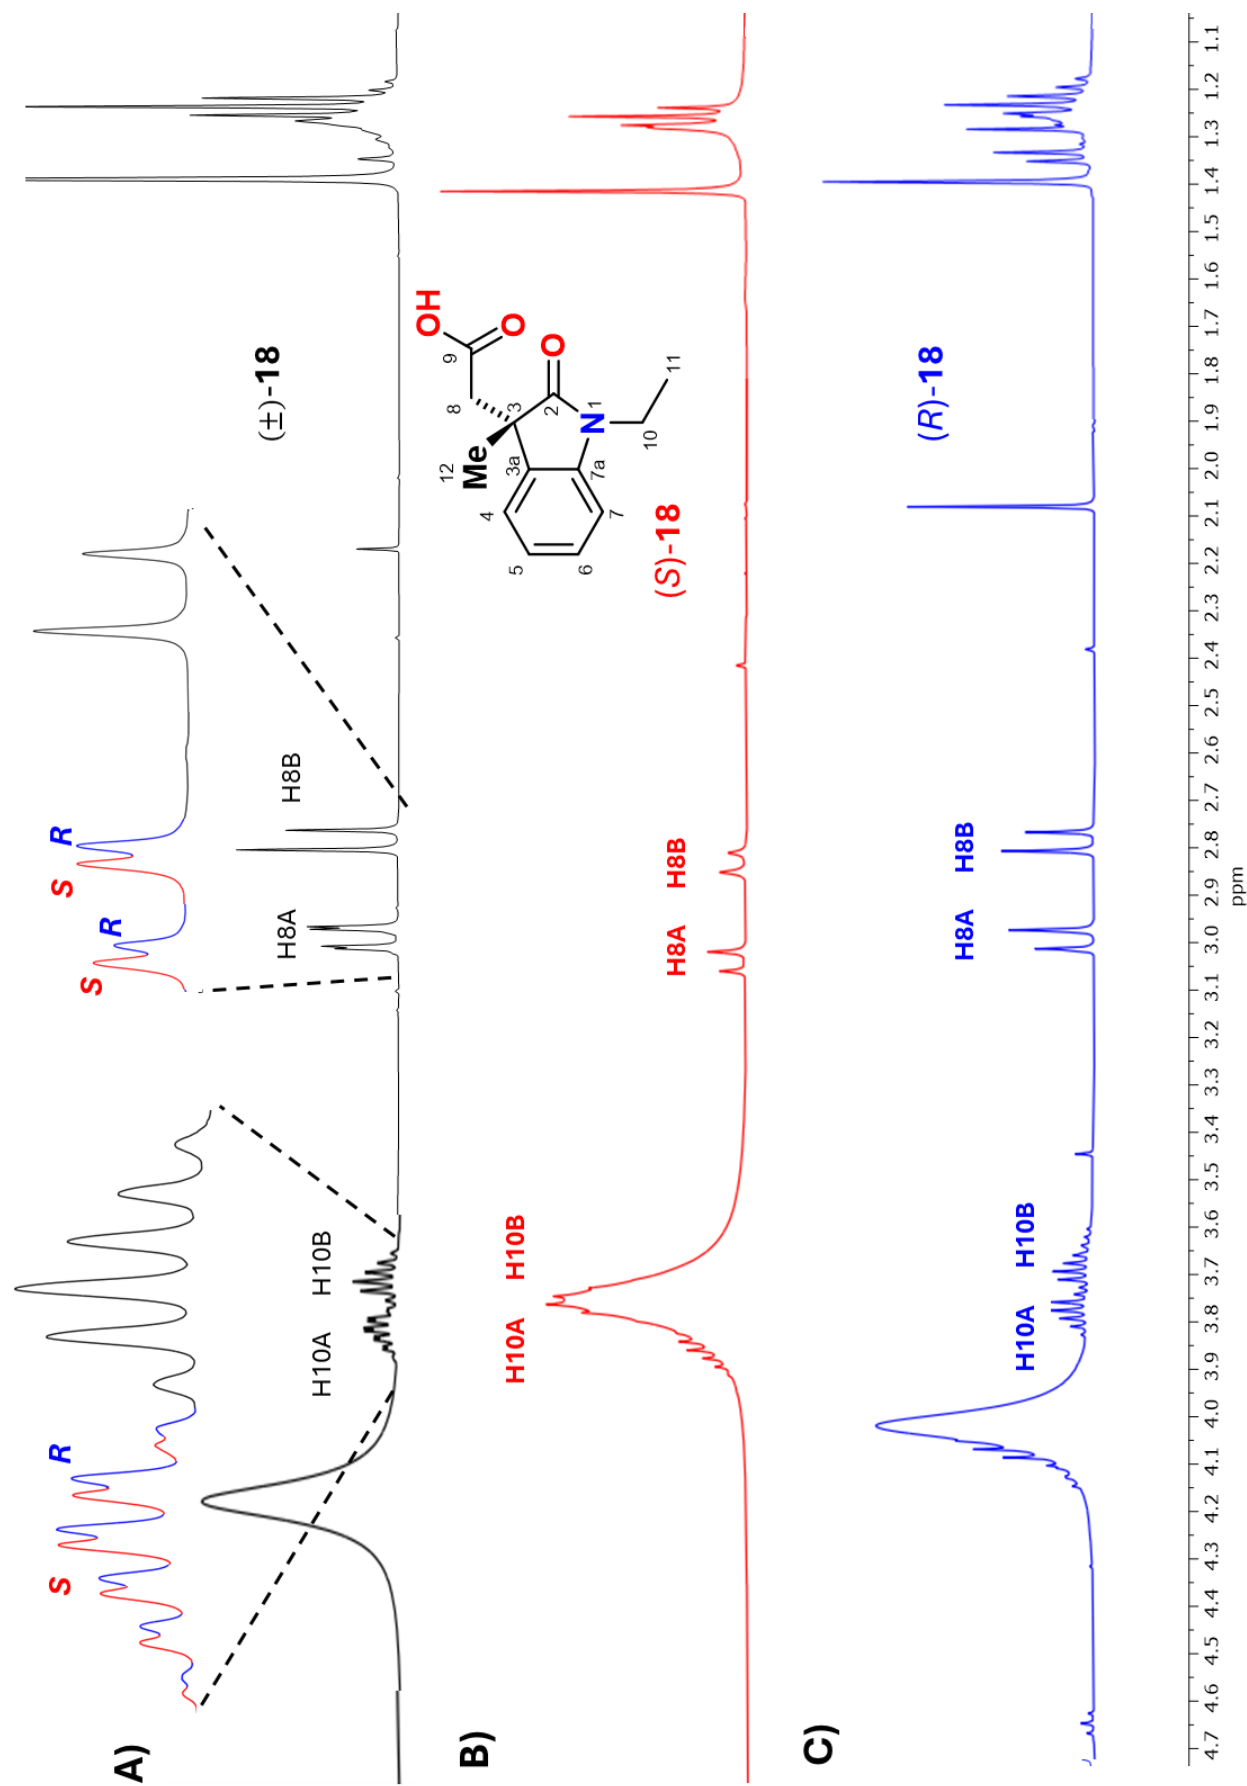 A)
S
R
S
R
S
R
H10A
H10B
H8A
H8B
(±)-18
B)
H10A
H10B
H8A
H8B
(S)-18
OH
O
9
8
Me
12
3
3a
2
O
N
1
7a
4
5
6
7
10
11
C)
H10A
H10B
H8A
H8B
(R)-18
4.7 4.6 4.5 4.4 4.3 4.2 4.1 4.0 3.9 3.8 3.7 3.6 3.5 3.4 3.3 3.2 3.1 3.0 2.9 2.8 2.7 2.6 2.5 2.4 2.3 2.2 2.1 2.0 1.9 1.8 1.7 1.6 1.5 1.4 1.3 1.2 1.1
ppm